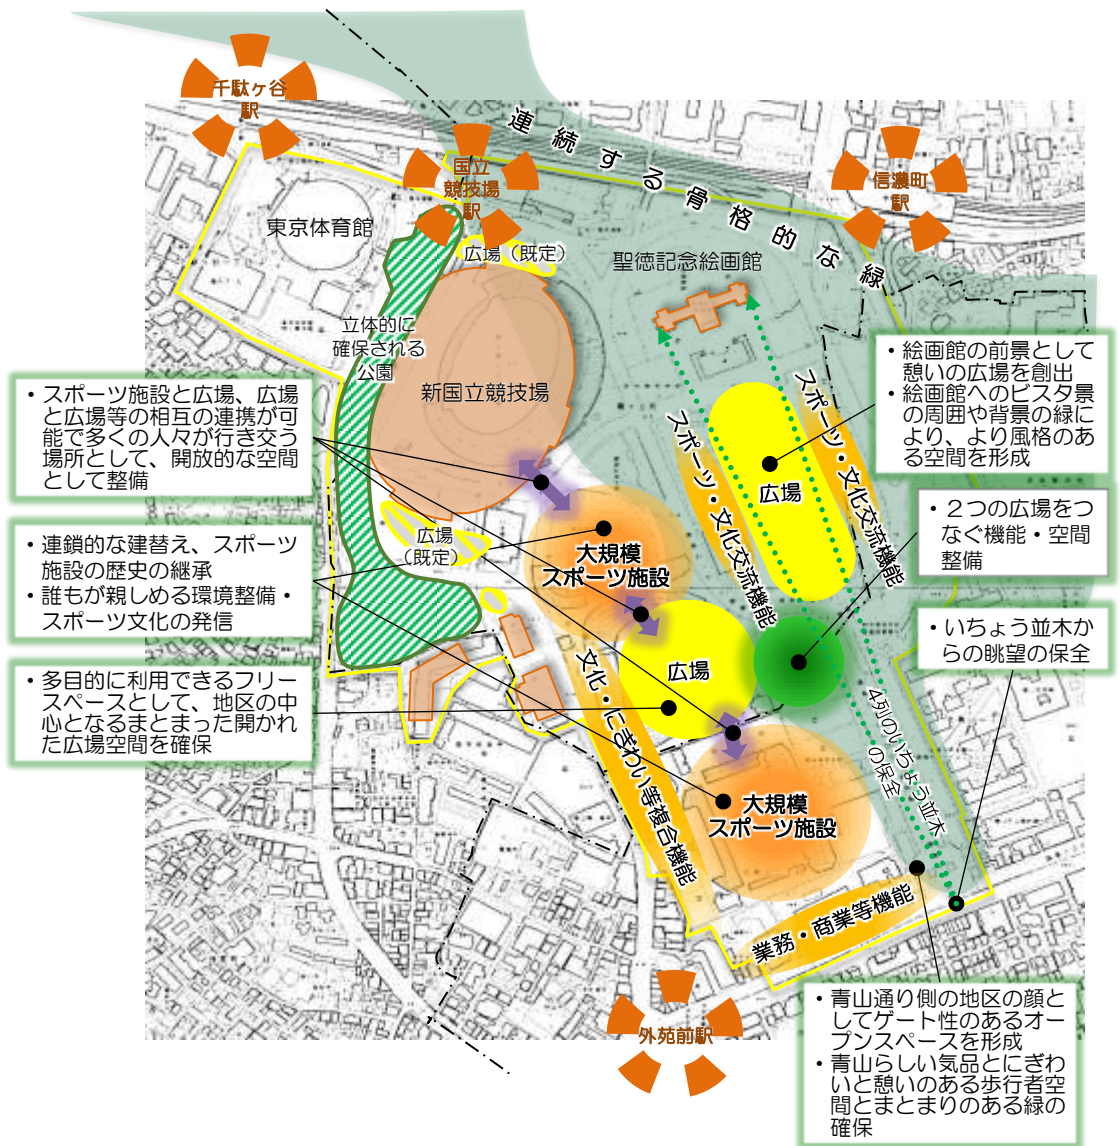 千駄ヶ谷
駅
国立
競技場
駅
信濃町
駅
連続する骨格的な緑
東京体育館
広場（既定）
聖徳記念絵画館
立体的に
確保される
公園
新国立競技場
・絵画館の前景として
憩いの広場を創出
・絵画館へのビスタ景
の周囲や背景の緑に
より、より風格のあ
る空間を形成
・スポーツ施設と広場、広場
と広場等の相互の連携が可
能で多くの人々が行き交う
場所として、開放的な空間
として整備
スポーツ・文化交流機能
スポーツ・文化交流機能
広場
・２つの広場をつ
なぐ機能・空間
整備
広場
（既定）
大規模
スポーツ施設
・連鎖的な建替え、スポーツ
施設の歴史の継承
・誰もが親しめる環境整備・
スポーツ文化の発信
・いちょう並木か
らの眺望の保全
広場
・多目的に利用できるフリー
スペースとして、地区の中
心となるまとまった開かれ
た広場空間を確保
文化・にぎわい等複合機能
4列のいちょう並木
の保全
大規模
スポーツ施設
業務・商業等機能
外苑前駅
・青山通り側の地区の顔と
してゲート性のあるオー
プンスペースを形成
・青山らしい気品とにぎわ
いと憩いのある歩行者空
間とまとまりのある緑の
確保